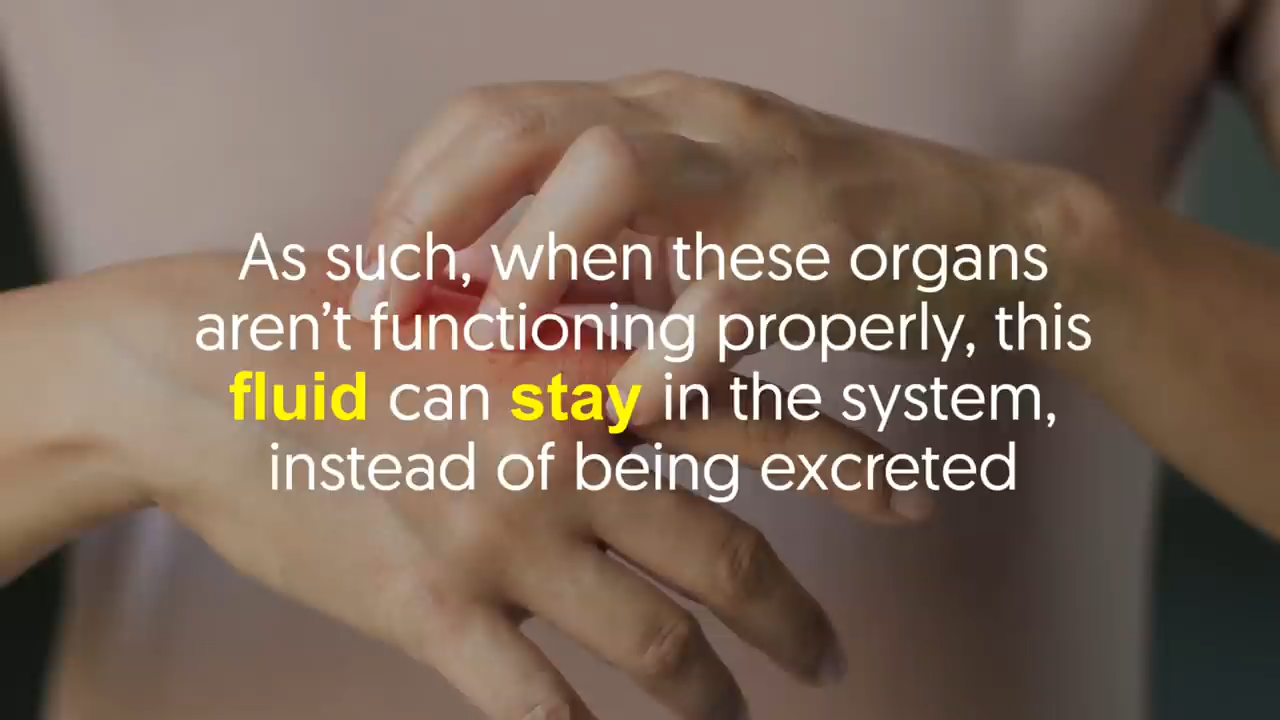 As such, when these organs
aren’t functioning properly, this
fluid can stay in the system,
instead of being excreted